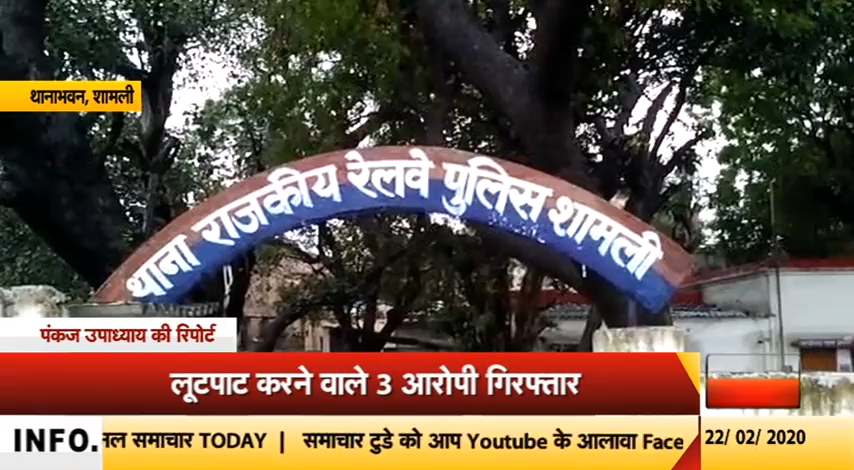 थानाभवन, शामली
थाना राजकीय रेलवे पुलिस शामली
पंकज उपाध्याय की रिपोर्ट
लूटपाट करने वाले 3 आरोपी गिरफ्तार
INFO.
समाचार TODAY | समाचार टुडे को आप Youtube के आलावा Face
22/ 02/ 2020